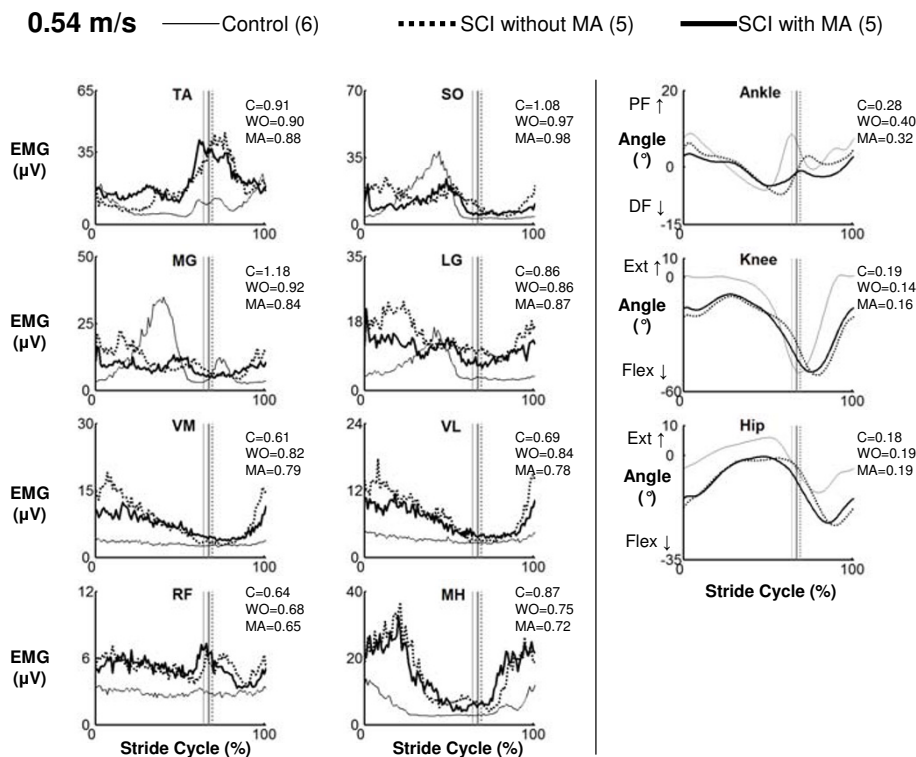 0.54 m/s Control (6) SCI without MA (5) SCI with MA (5)
TA
65
35
0
0
100
EMG
(μV)
C=0.91
WO=0.90
MA=0.88
SO
70
35
0
0
100
C=1.08
WO=0.97
MA=0.98
Ankle
20
0
-15
0
100
PF ↑
Angle
(°)
DF ↓
C=0.28
WO=0.40
MA=0.32
MG
50
25
0
0
100
EMG
(μV)
C=1.18
WO=0.92
MA=0.84
LG
35
18
0
0
100
C=0.86
WO=0.86
MA=0.87
Knee
10
0
-60
0
100
Ext ↑
Angle
(°)
Flex ↓
C=0.19
WO=0.14
MA=0.16
VM
30
15
0
0
100
EMG
(μV)
C=0.61
WO=0.82
MA=0.79
VL
24
12
0
0
100
C=0.69
WO=0.84
MA=0.78
Hip
10
0
-35
0
100
Ext ↑
Angle
(°)
Flex ↓
C=0.18
WO=0.19
MA=0.19
Stride Cycle (%)
RF
12
6
0
0
100
EMG
(μV)
C=0.64
WO=0.68
MA=0.65
Stride Cycle (%)
MH
40
20
0
0
100
C=0.87
WO=0.75
MA=0.72
Stride Cycle (%)